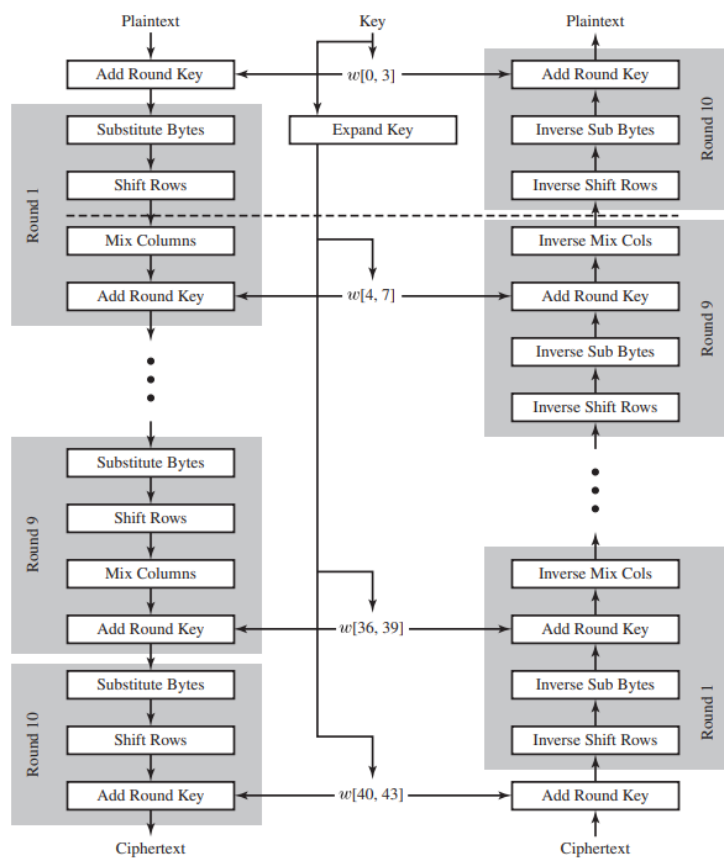 Plaintext
Add Round Key
Round 1
Substitute Bytes
Shift Rows
Mix Columns
Add Round Key
Round 9
Substitute Bytes
Shift Rows
Mix Columns
Add Round Key
Round 10
Substitute Bytes
Shift Rows
Add Round Key
Ciphertext
Key
w[0, 3]
Expand Key
w[4, 7]
w[36, 39]
w[40, 43]
Plaintext
Add Round Key
Inverse Sub Bytes
Inverse Shift Rows
Round 10
Inverse Mix Cols
Add Round Key
Inverse Sub Bytes
Inverse Shift Rows
Round 9
Inverse Mix Cols
Add Round Key
Inverse Sub Bytes
Inverse Shift Rows
Round 1
Add Round Key
Ciphertext